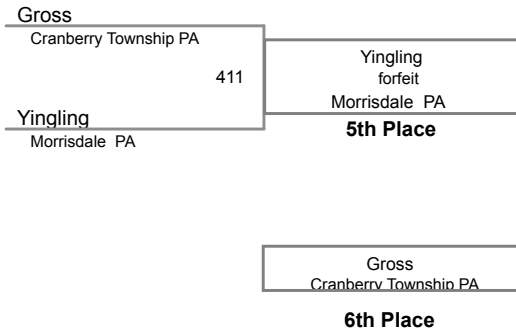 Gross
Cranberry Township PA
411
Yingling
Morrisdale PA
Yingling
forfeit
Morrisdale PA
5th Place
Gross
Cranberry Township PA
6th Place